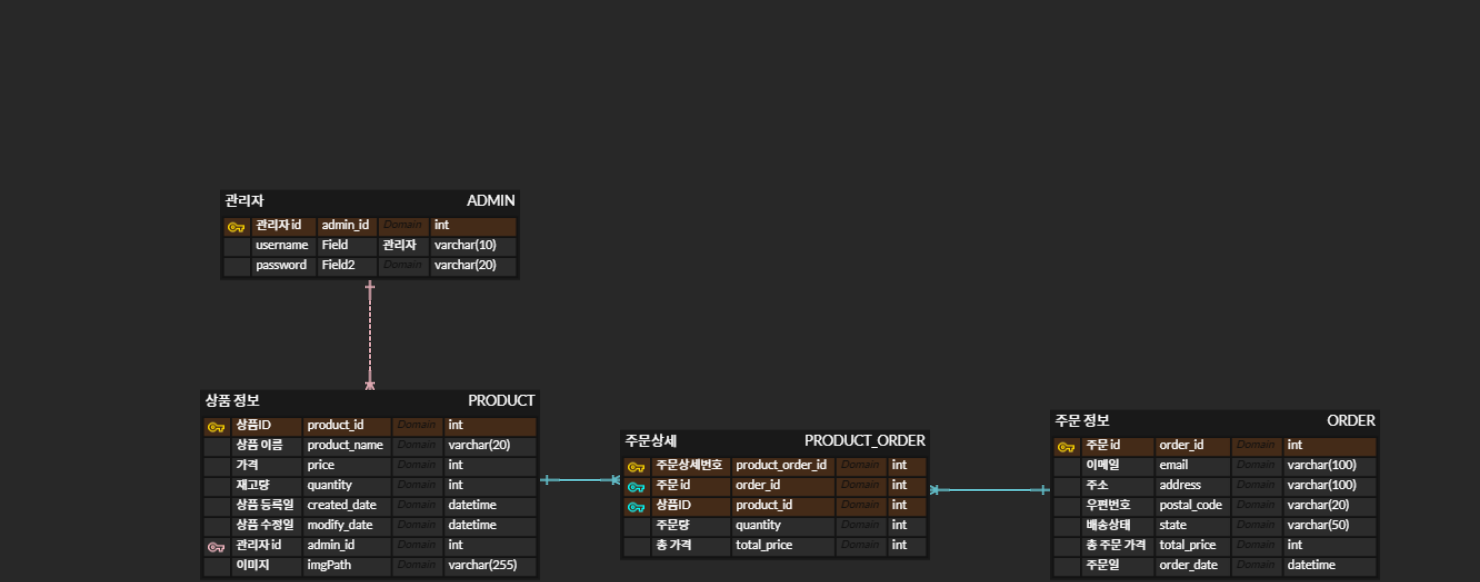 관리자 ADMIN
관리자 id admin_id Domain int
username Field 관리자 varchar(10)
password Field2 Domain varchar(20)
상품 정보 PRODUCT
상품ID product_id Domain int
상품 이름 product_name Domain varchar(20)
가격 price Domain int
재고량 quantity Domain int
상품 등록일 created_date Domain datetime
상품 수정일 modify_date Domain datetime
관리자 id admin_id Domain int
이미지 imgPath Domain varchar(255)
주문상세 PRODUCT_ORDER
주문상세번호 product_order_id Domain int
주문 id order_id Domain int
상품ID product_id Domain int
주문량 quantity Domain int
총 가격 total_price Domain int
주문 정보 ORDER
주문 id order_id Domain int
이메일 email Domain varchar(100)
주소 address Domain varchar(100)
우편번호 postal_code Domain varchar(20)
배송상태 state Domain varchar(50)
총 주문 가격 total_price Domain int
주문일 order_date Domain datetime